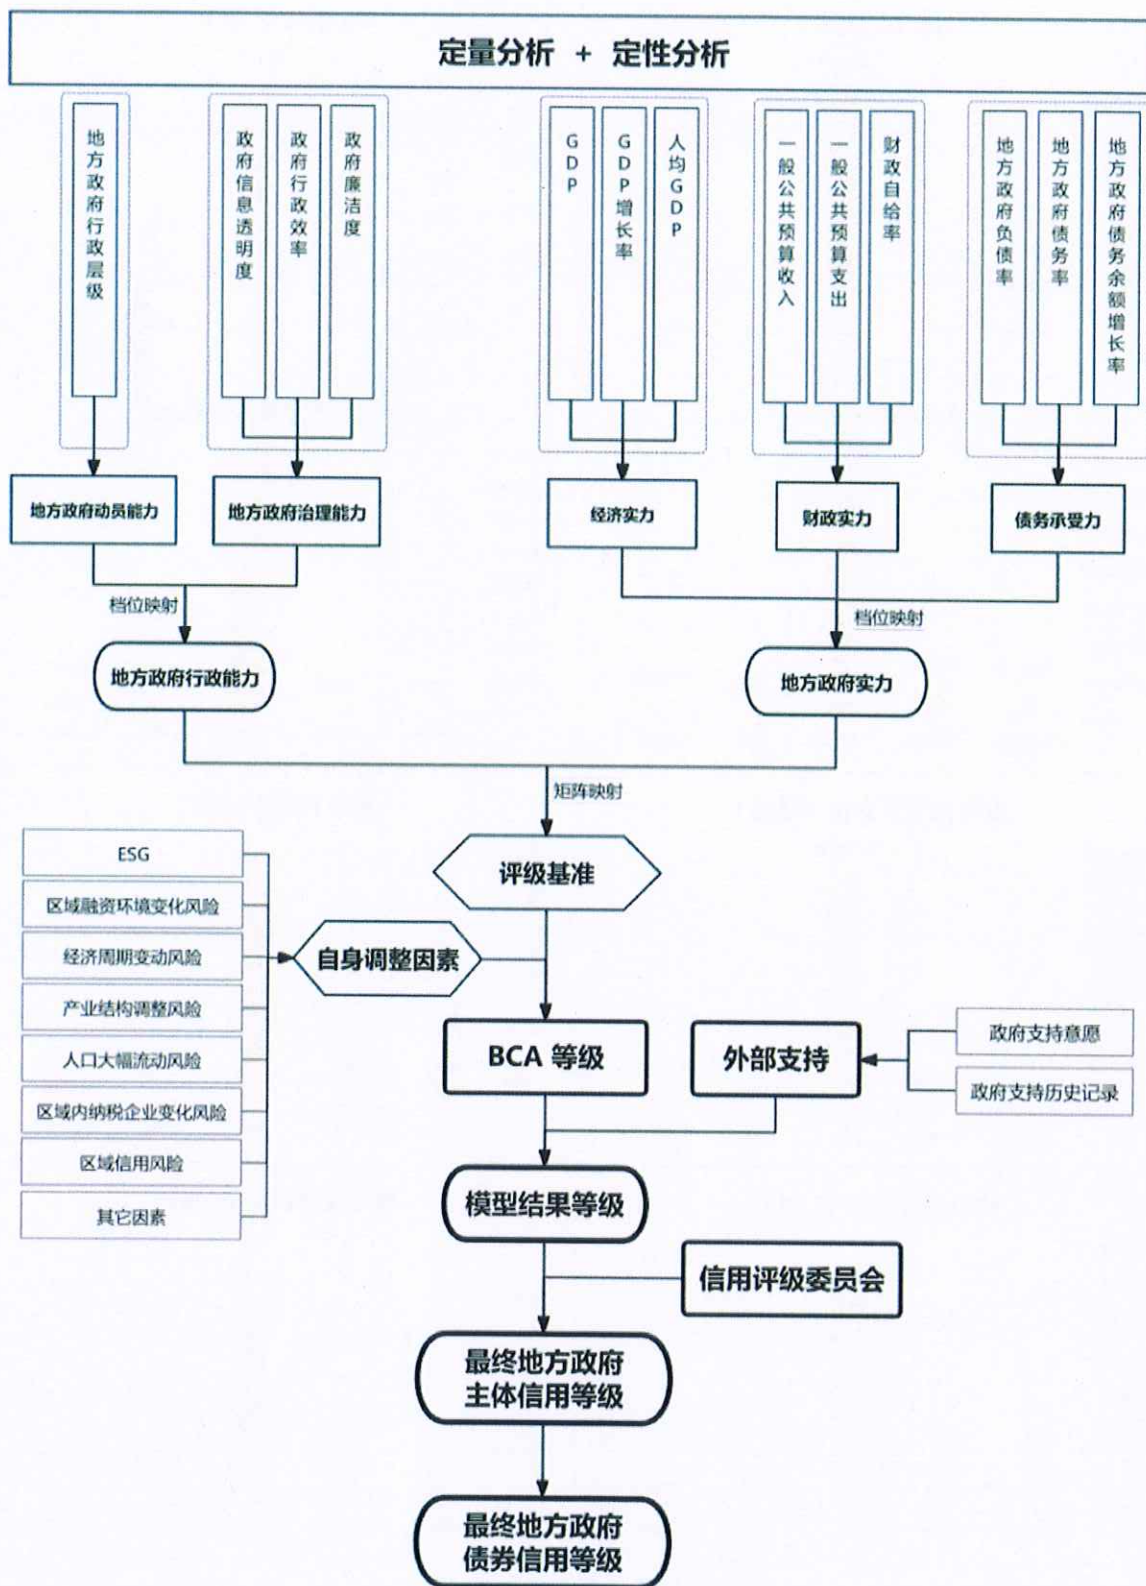 定量分析 + 定性分析
地方政府行政层级
政府信息透明度
政府行政效率
政府廉洁度
GDP
GDP增长率
人均GDP
一般公共预算收入
一般公共预算支出
财政自给率
地方政府负债率
地方政府债务率
地方政府债务余额增长率
地方政府动员能力
地方政府治理能力
经济实力
财政实力
债务承受力
档位映射
档位映射
地方政府行政能力
地方政府实力
矩阵映射
评级基准
ESG
区域融资环境变化风险
经济周期变动风险
产业结构调整风险
人口大幅流动风险
区域内纳税企业变化风险
区域信用风险
其它因素
自身调整因素
BCA 等级
外部支持
政府支持意愿
政府支持历史记录
模型结果等级
信用评级委员会
最终地方政府
主体信用等级
最终地方政府
债券信用等级